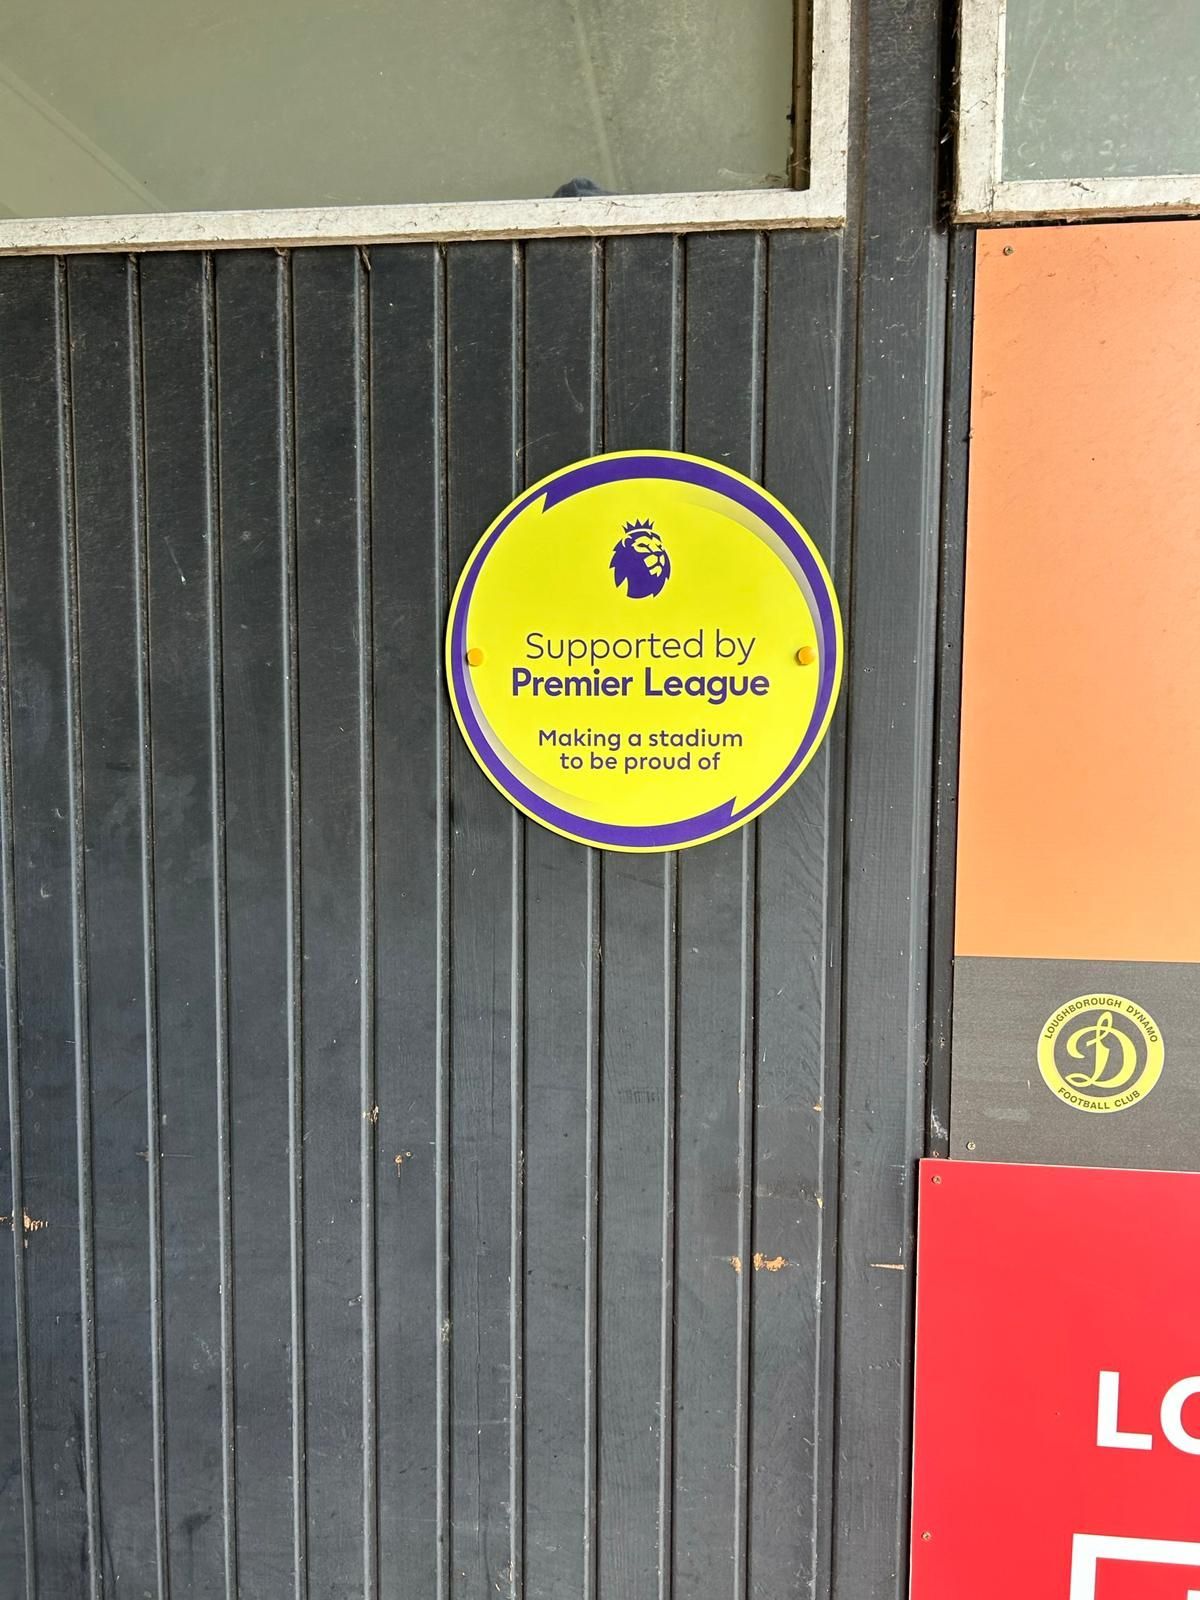 Supported by
Premier League
Making a stadium
to be proud of
LOUGHBOROUGH DYNAMO
D
FOOTBALL CLUB
LO